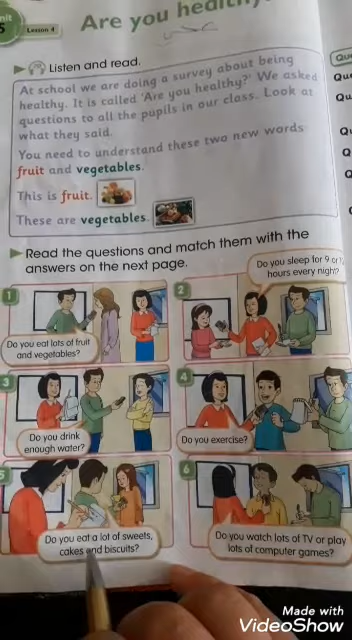 Lesson 4
Are you healthy
Listen and read.
At school we are doing a survey about being
healthy. It is called 'Are you healthy?' We asked
questions to all the pupils in our class. Look at
what they said.
You need to understand these two new words
fruit and vegetables.
This is fruit.
These are vegetables.
Read the questions and match them with the
answers on the next page.
1
Do you eat lots of fruit
and vegetables?
2
Do you sleep for 9 or
hours every night?
3
Do you drink
enough water?
4
Do you exercise?
5
Do you eat a lot of sweets,
cakes and biscuits?
6
Do you watch lots of TV or play
lots of computer games?
Made with
VideoShow